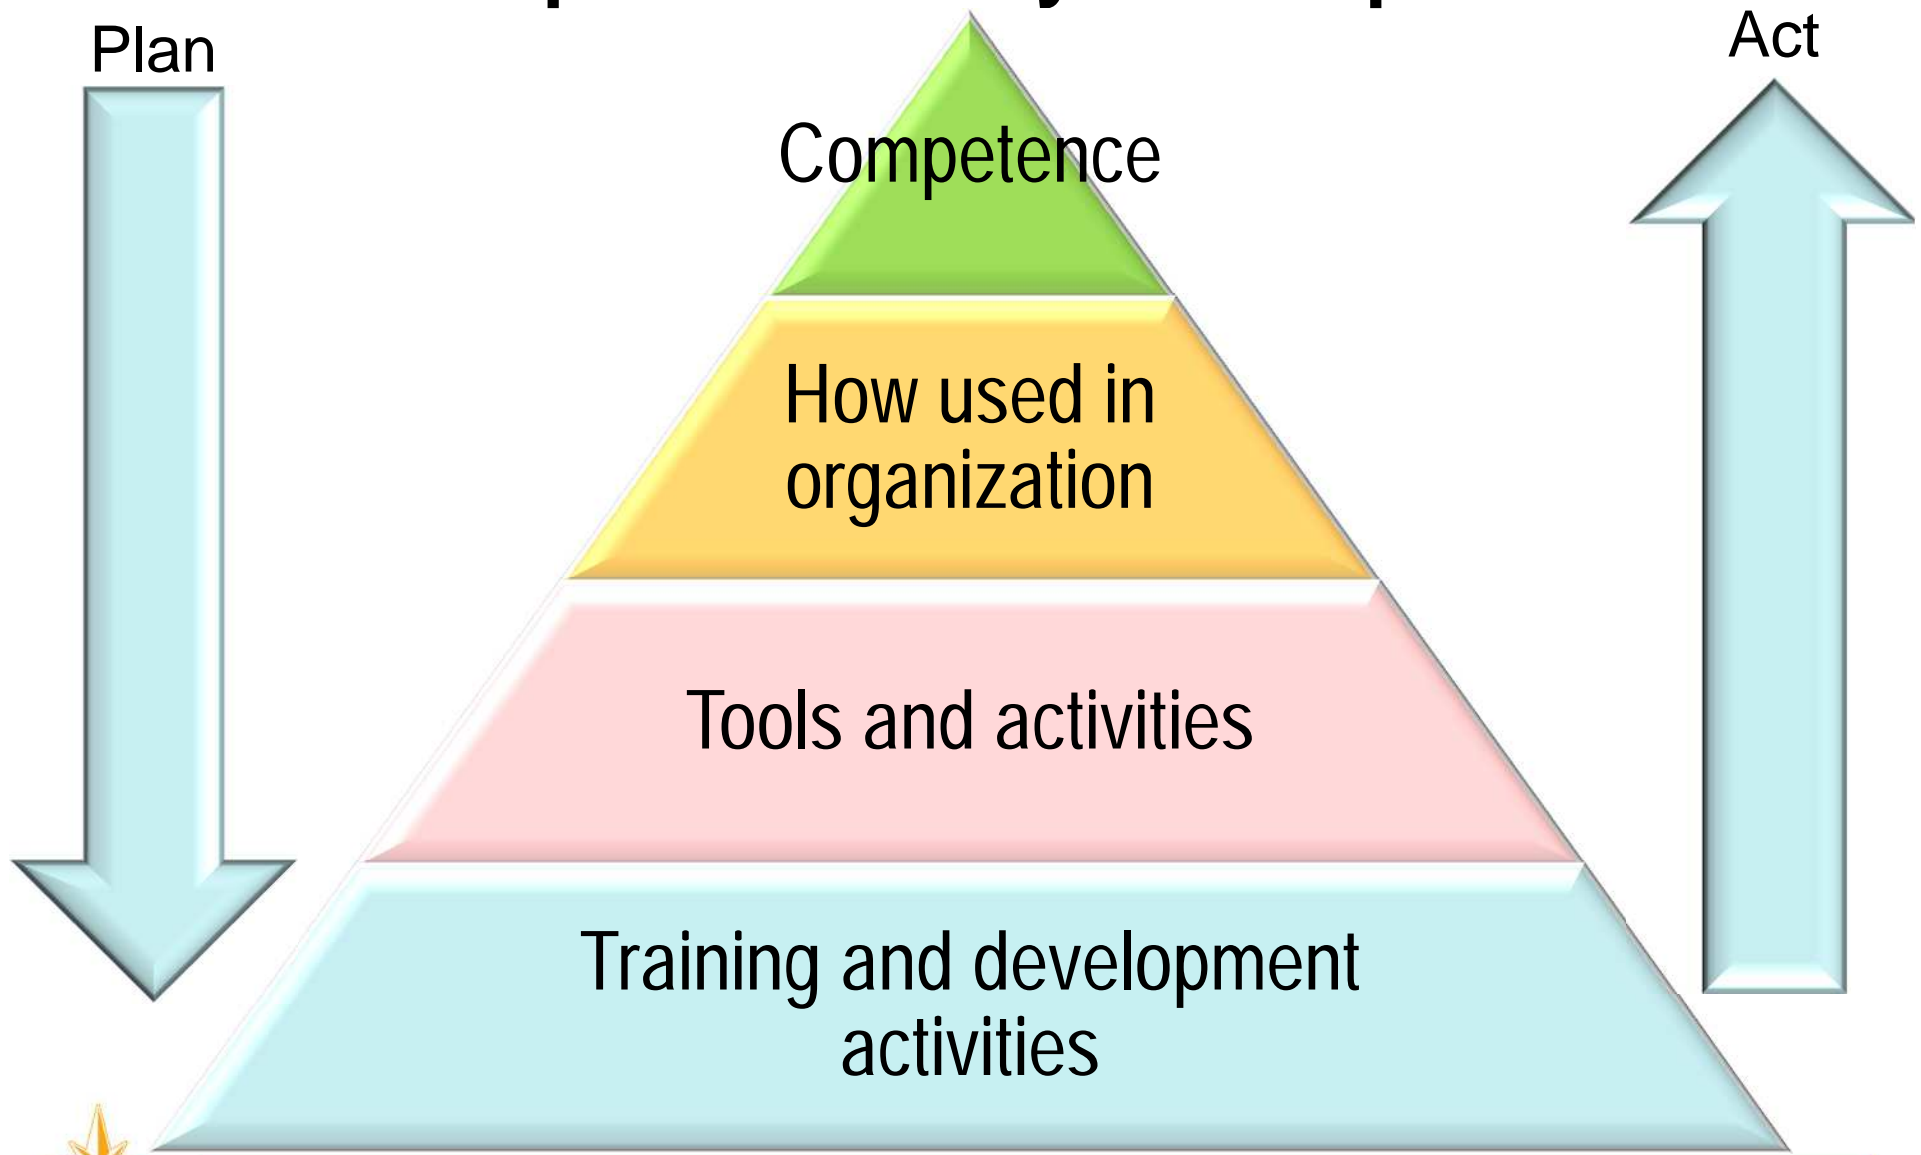 Plan
Act
Competence
How used in
organization
Tools and activities
Training and development
activities